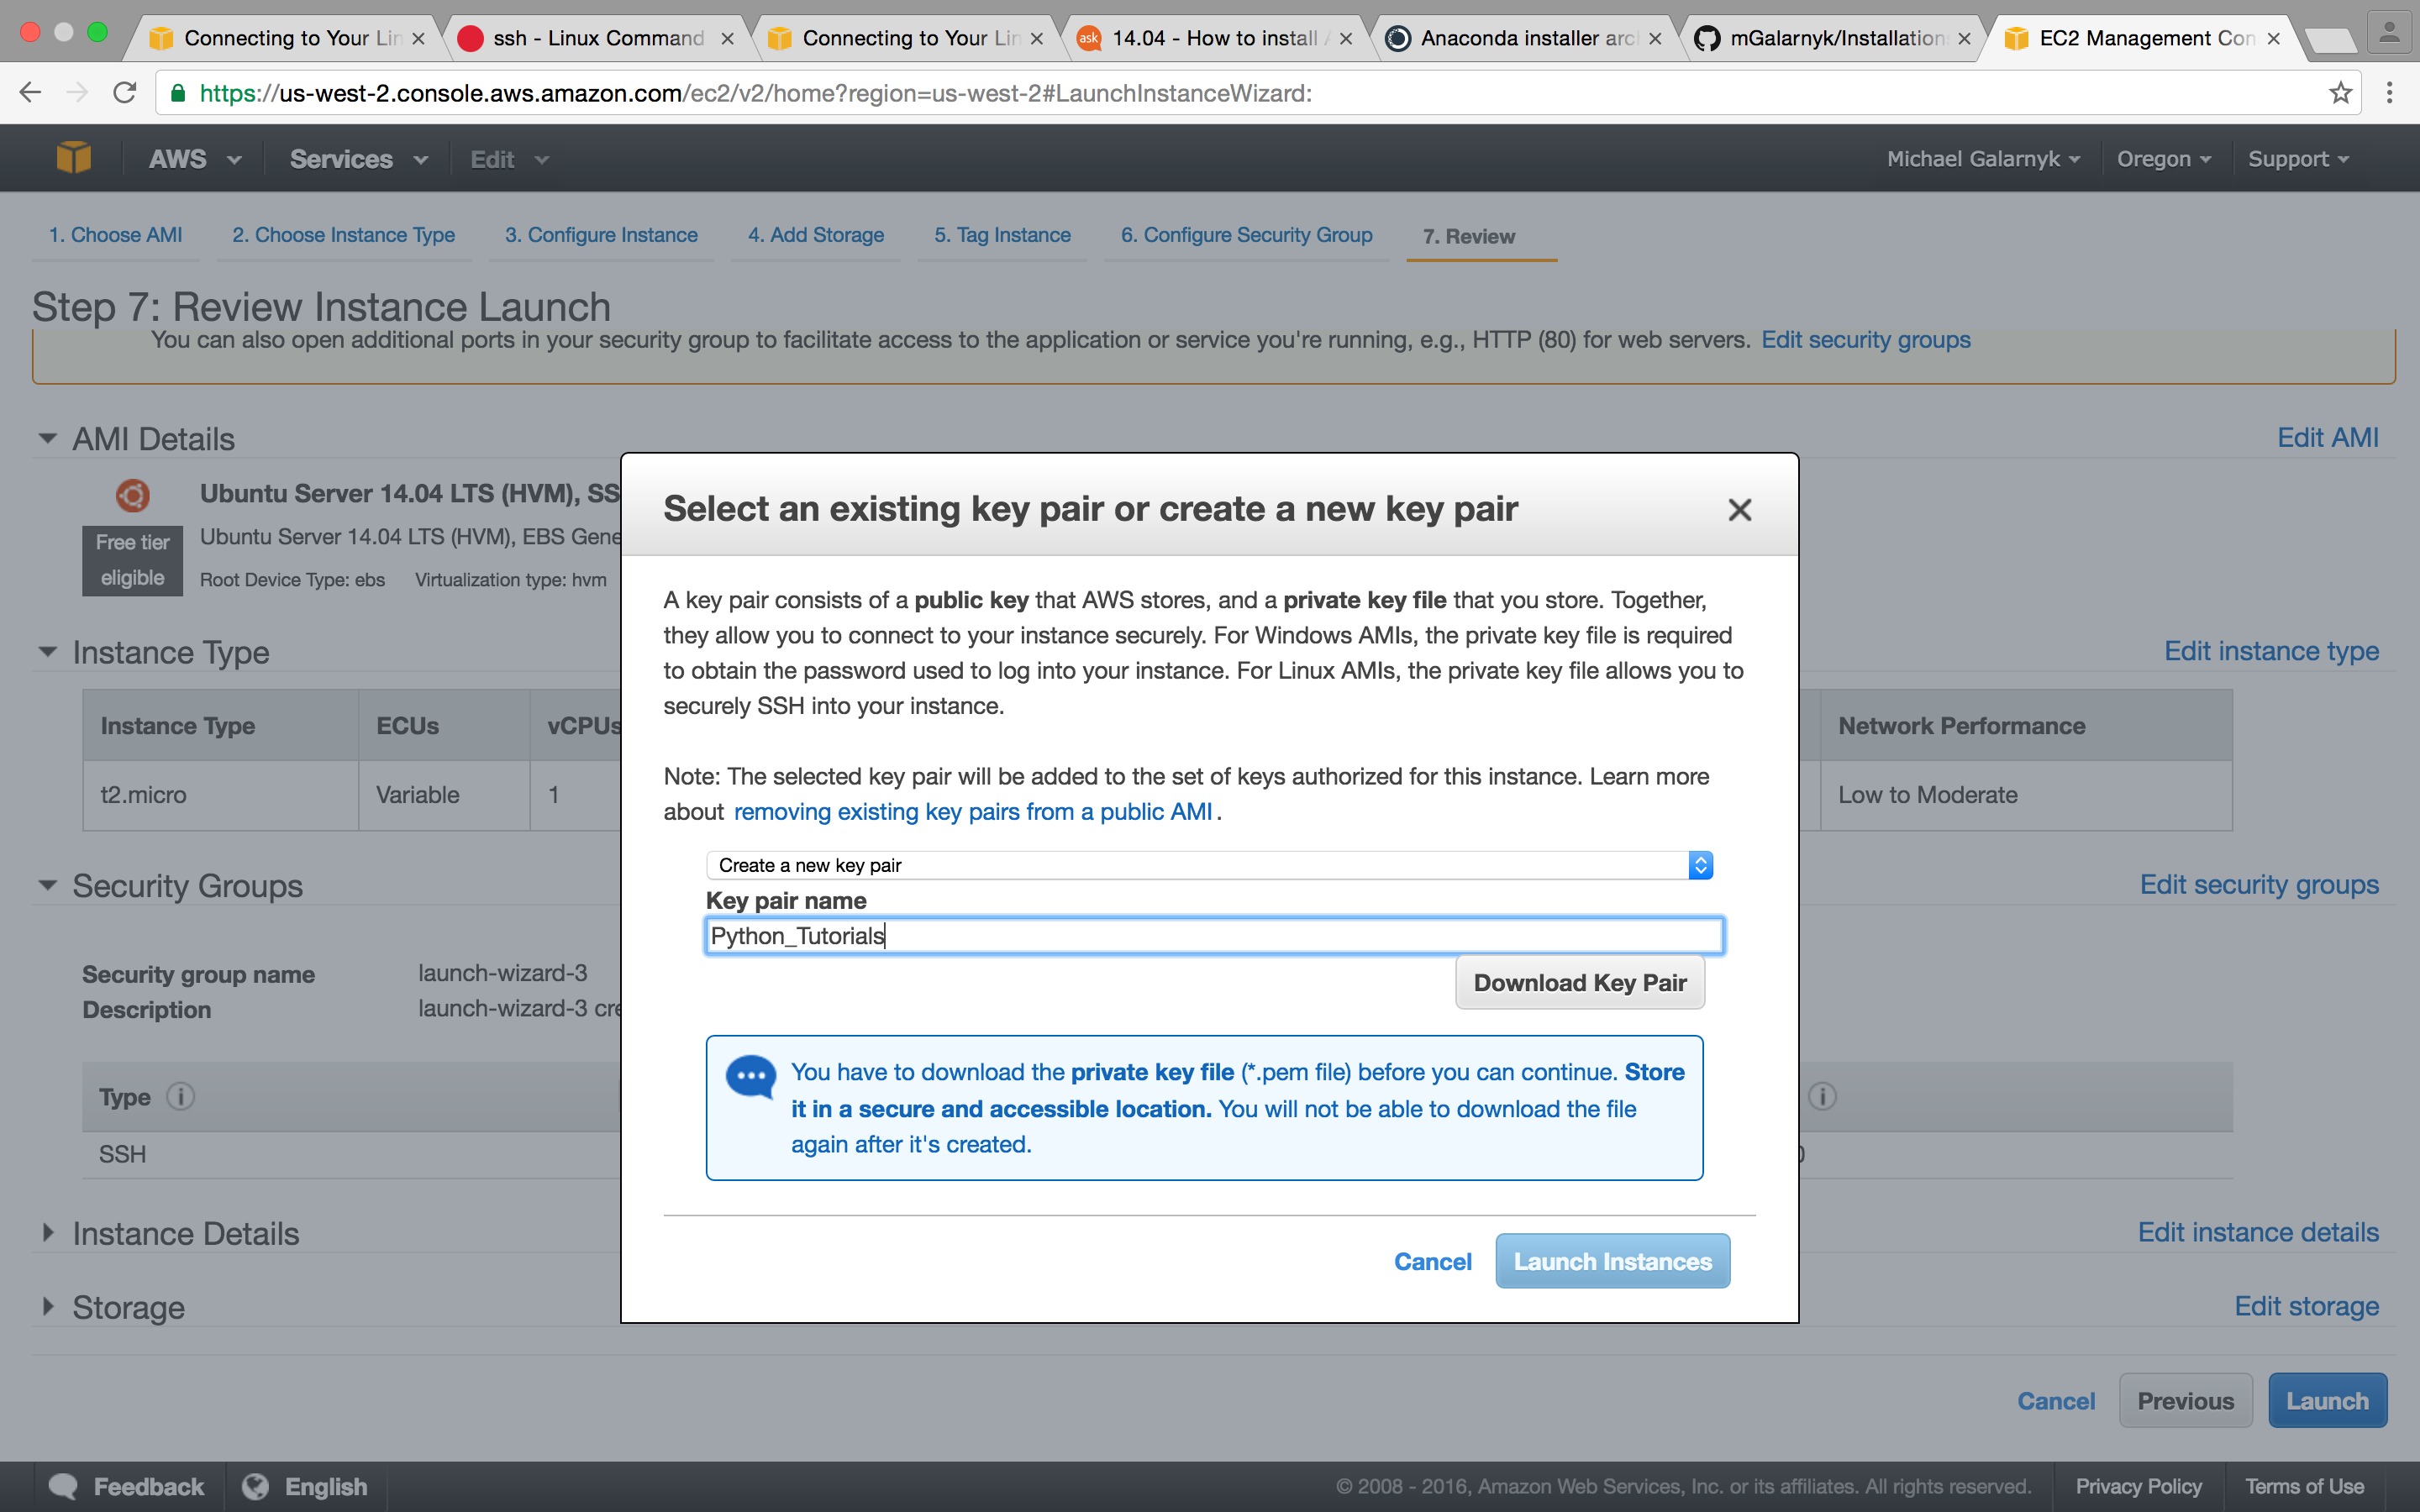 Connecting to Your Lin
ssh - Linux Command
Connecting to Your Lin
ask 14.04 - How to install A
Anaconda installer arc
mGalarnyk/Installation
EC2 Management Con
https://us-west-2.console.aws.amazon.com/ec2/v2/home?region=us-west-2#LaunchInstanceWizard:
AWS Services Edit Michael Galarnyk Oregon Support
1. Choose AMI 2. Choose Instance Type 3. Configure Instance 4. Add Storage 5. Tag Instance 6. Configure Security Group 7. Review
Step 7: Review Instance Launch
You can also open additional ports in your security group to facilitate access to the application or service you're running, e.g., HTTP (80) for web servers. Edit security groups
AMI Details Edit AMI
Ubuntu Server 14.04 LTS (HVM), SS
Free tier
eligible
Ubuntu Server 14.04 LTS (HVM), EBS Gene
Root Device Type: ebs Virtualization type: hvm
Instance Type Edit instance type
Instance Type ECUs vCPUs Network Performance
t2.micro Variable 1 Low to Moderate
Security Groups Edit security groups
Security group name launch-wizard-3
Description launch-wizard-3 cre
Type
SSH
Instance Details Edit instance details
Storage Edit storage
Select an existing key pair or create a new key pair
A key pair consists of a public key that AWS stores, and a private key file that you store. Together,
they allow you to connect to your instance securely. For Windows AMIs, the private key file is required
to obtain the password used to log into your instance. For Linux AMIs, the private key file allows you to
securely SSH into your instance.
Note: The selected key pair will be added to the set of keys authorized for this instance. Learn more
about removing existing key pairs from a public AMI.
Create a new key pair
Key pair name
Python_Tutorials
Download Key Pair
You have to download the private key file (*.pem file) before you can continue. Store
it in a secure and accessible location. You will not be able to download the file
again after it's created.
Cancel Launch Instances
Cancel Previous Launch
Feedback English © 2008 - 2016, Amazon Web Services, Inc. or its affiliates. All rights reserved. Privacy Policy Terms of Use